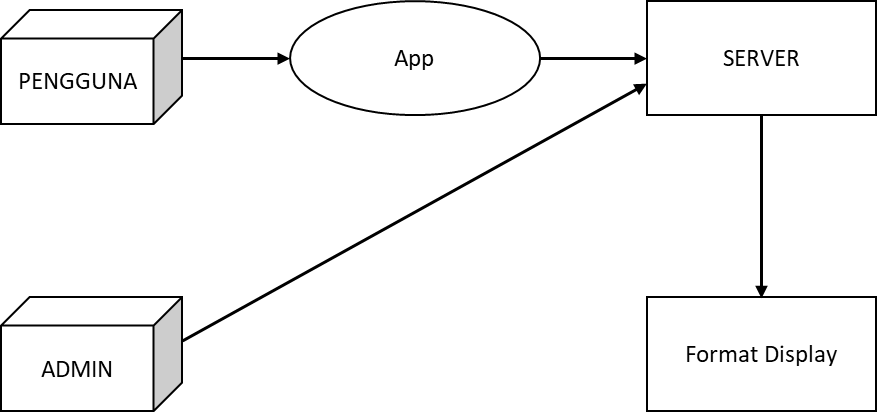 PENGGUNA
App
SERVER
ADMIN
Format Display